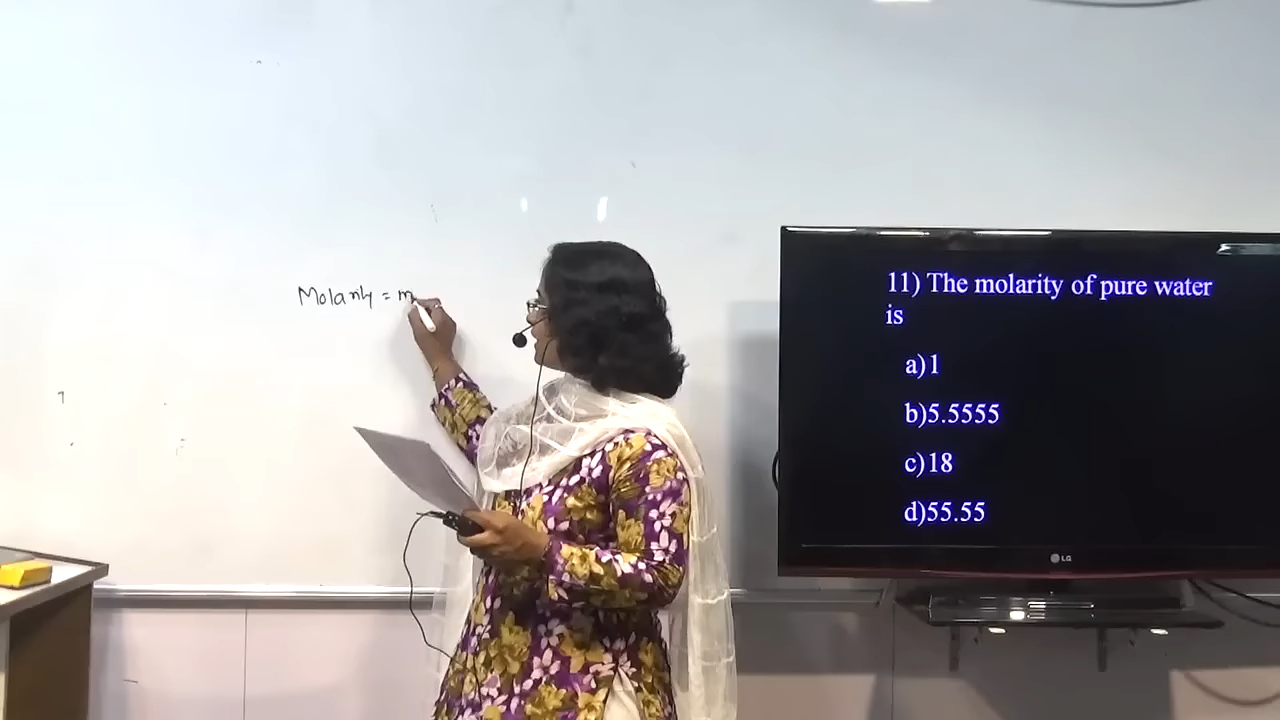 Molarity = m
11) The molarity of pure water
is
a)1
b)5.5555
c)18
d)55.55
LG